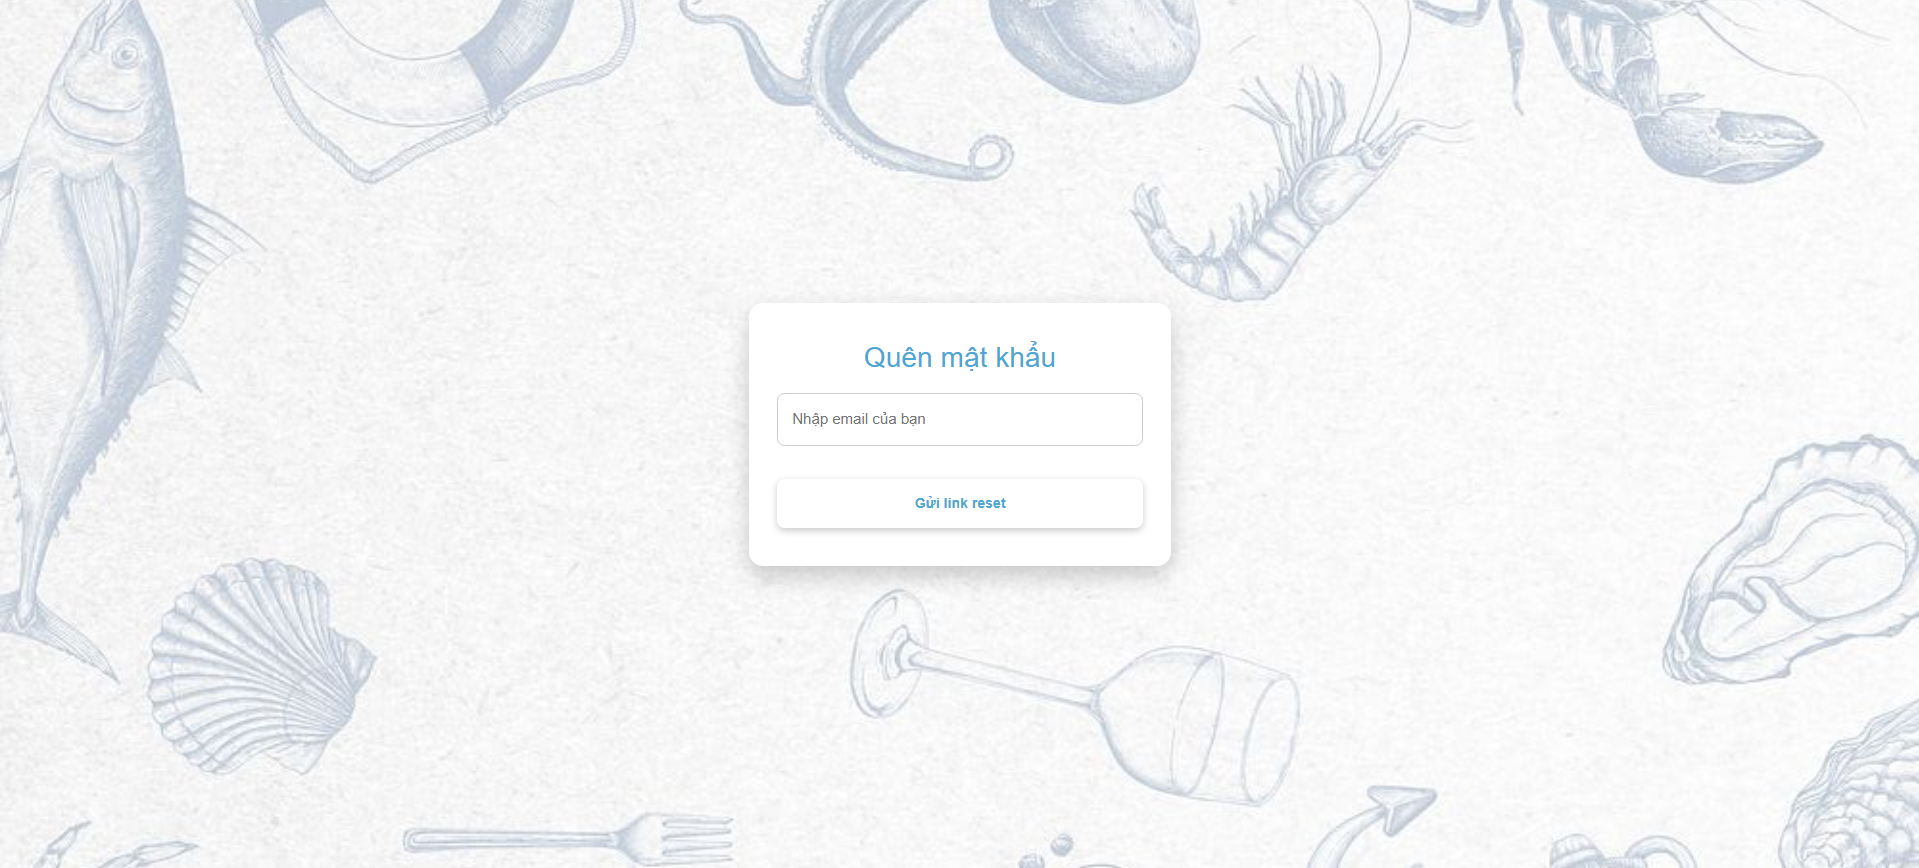 Quên mật khẩu
Nhập email của bạn
Gửi link reset